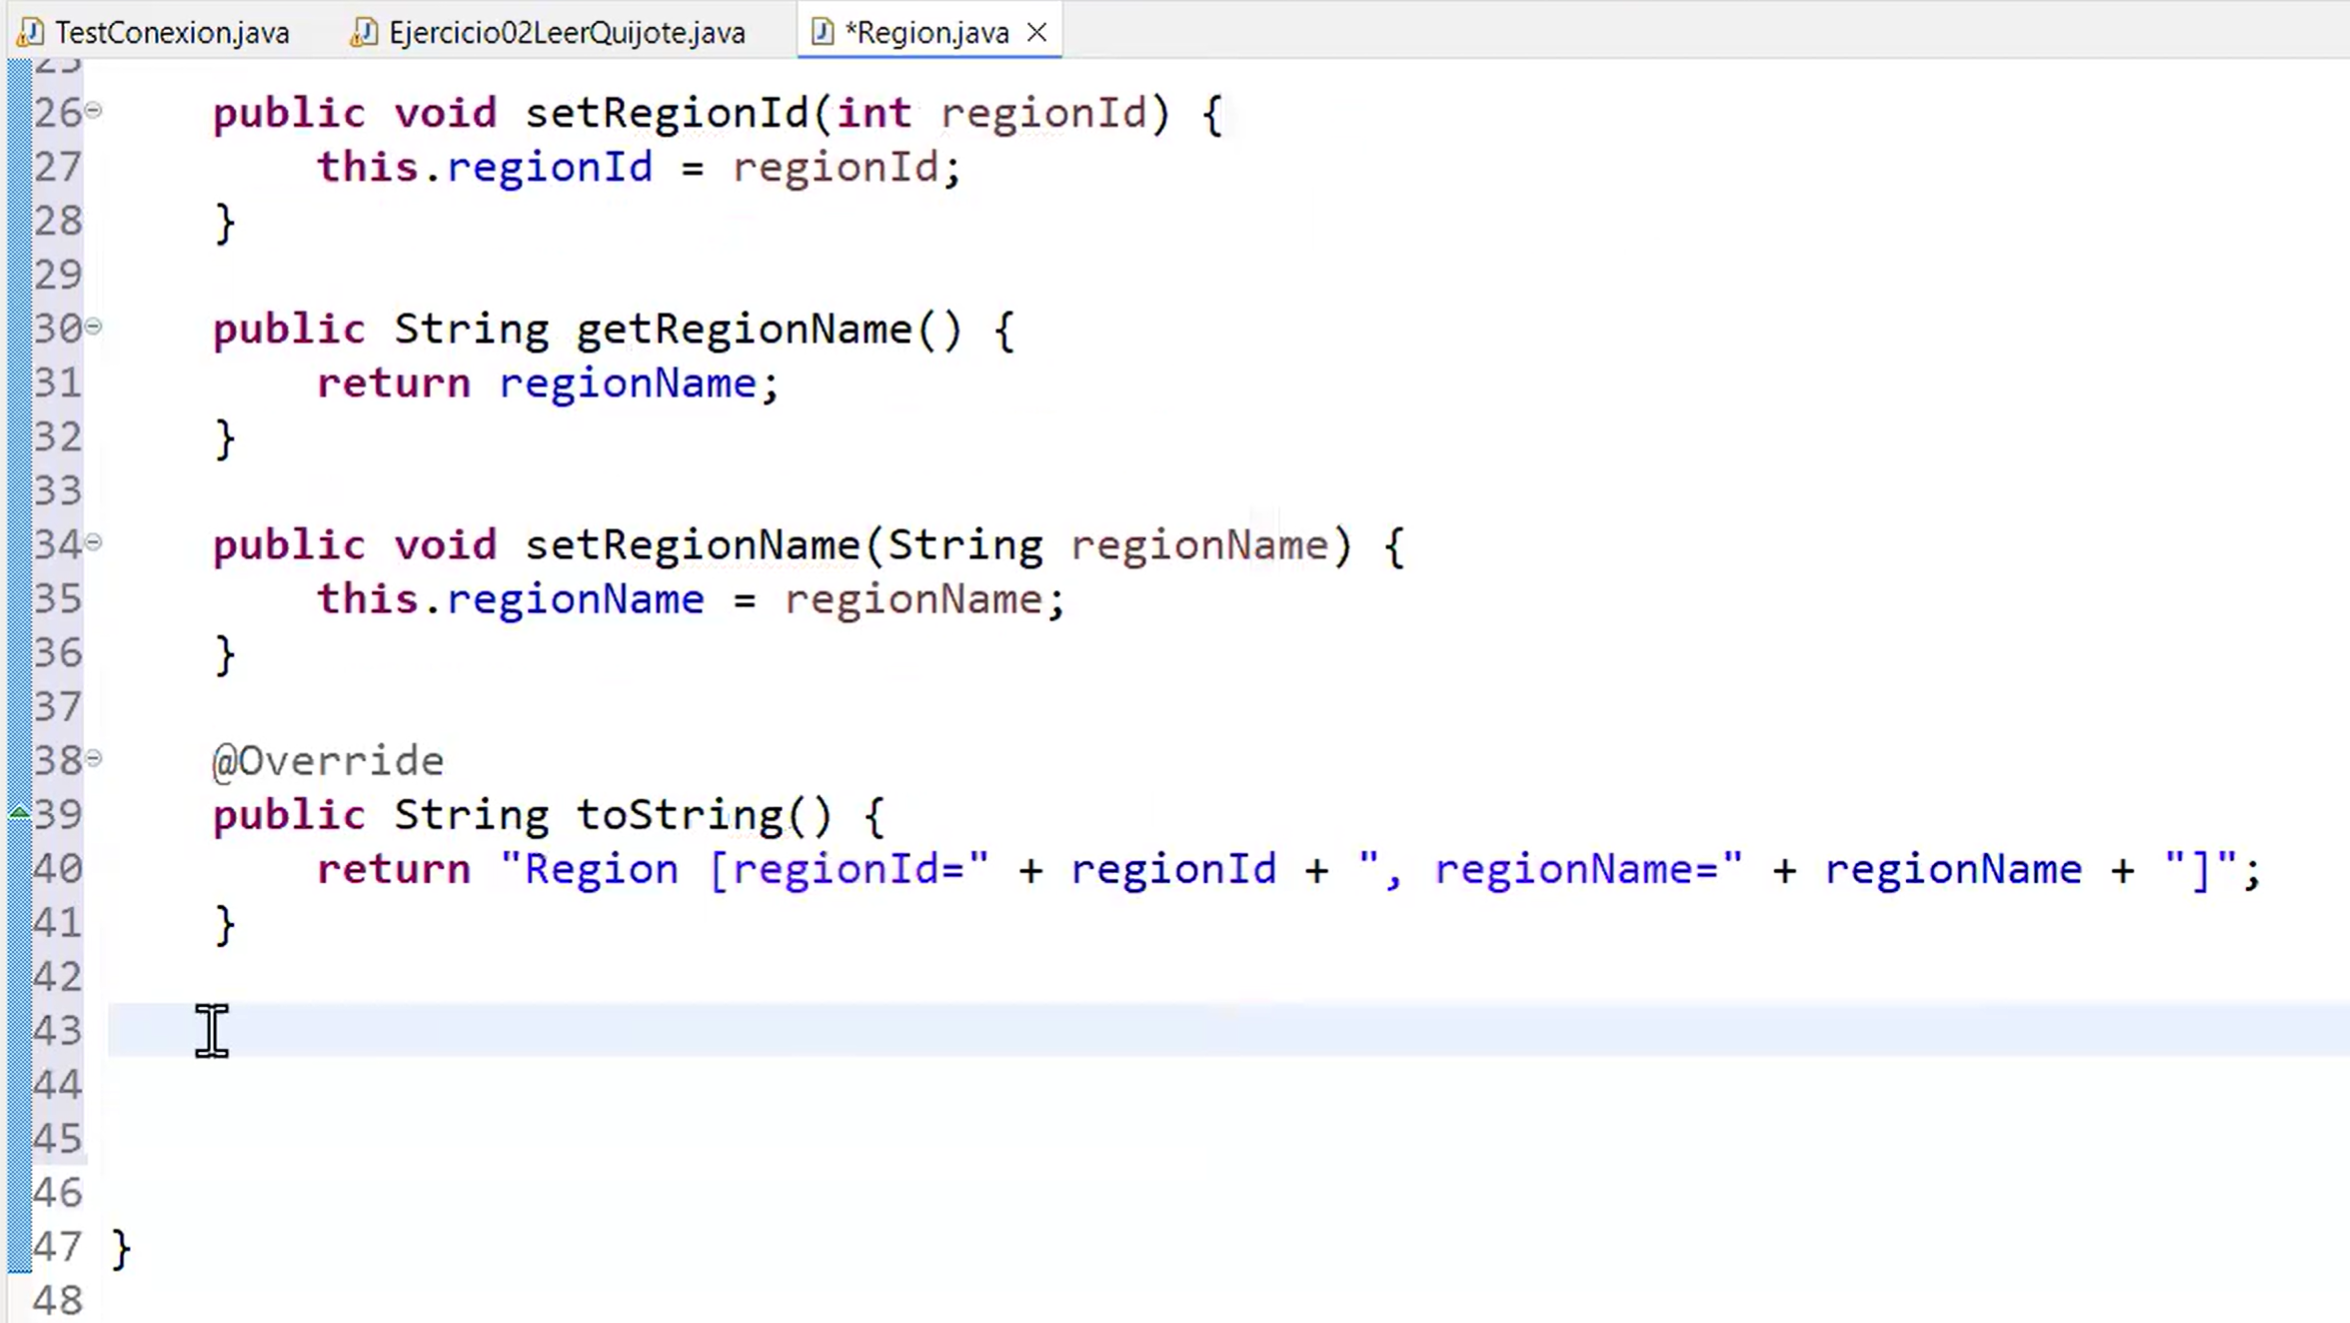 TestConexion.java Ejercicio02LeerQuijote.java *Region.java
25
26 public void setRegionId(int regionId) {
27 this.regionId = regionId;
28 }
29
30 public String getRegionName() {
31 return regionName;
32 }
33
34 public void setRegionName(String regionName) {
35 this.regionName = regionName;
36 }
37
38 @Override
39 public String toString() {
40 return "Region [regionId=" + regionId + ", regionName=" + regionName + "]";
41 }
42
43
44
45
46
47 }
48